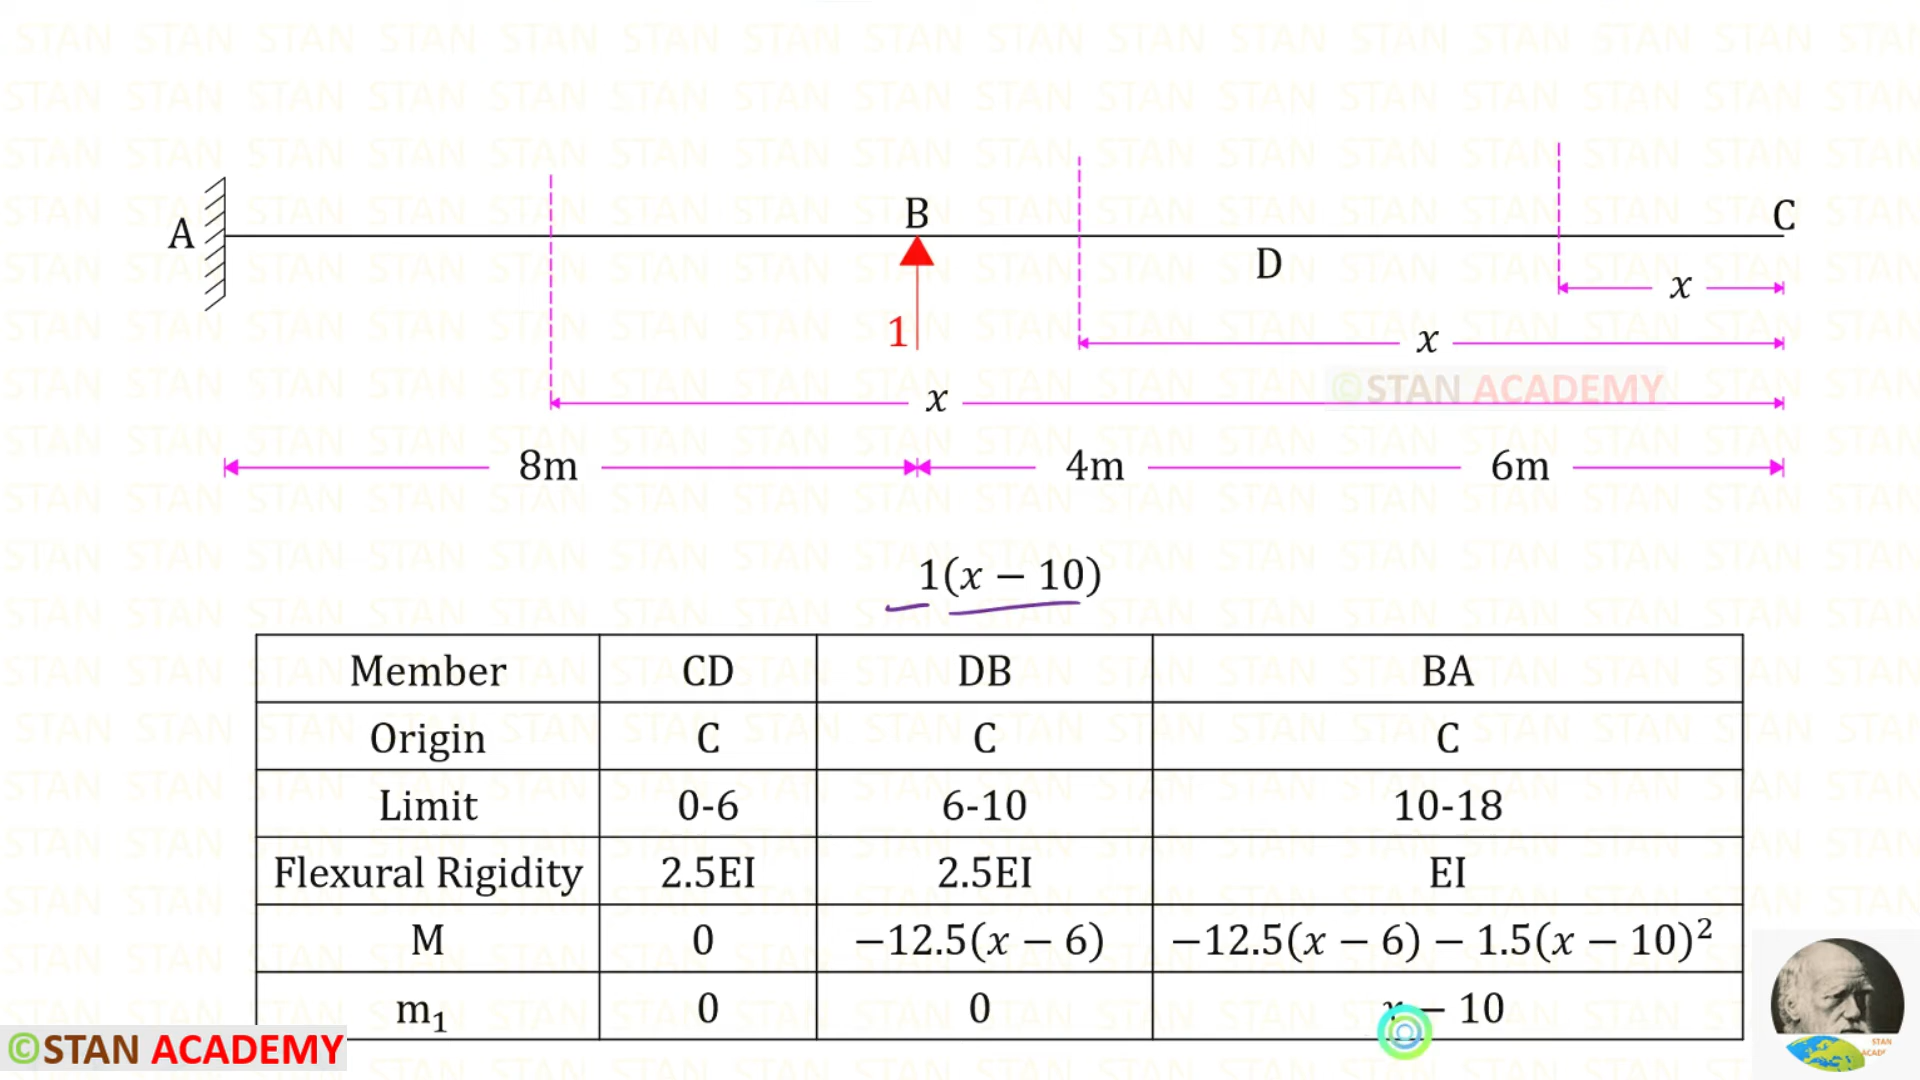 A
B
C
D
1
x
x
x
8m
4m
6m
©STAN ACADEMY
1(x − 10)
Member CD DB BA
Origin C C C
Limit 0-6 6-10 10-18
Flexural Rigidity 2.5EI 2.5EI EI
M 0 −12.5(x − 6) −12.5(x − 6) − 1.5(x − 10)²
m₁ 0 0 − 10
©STAN ACADEMY
STAN